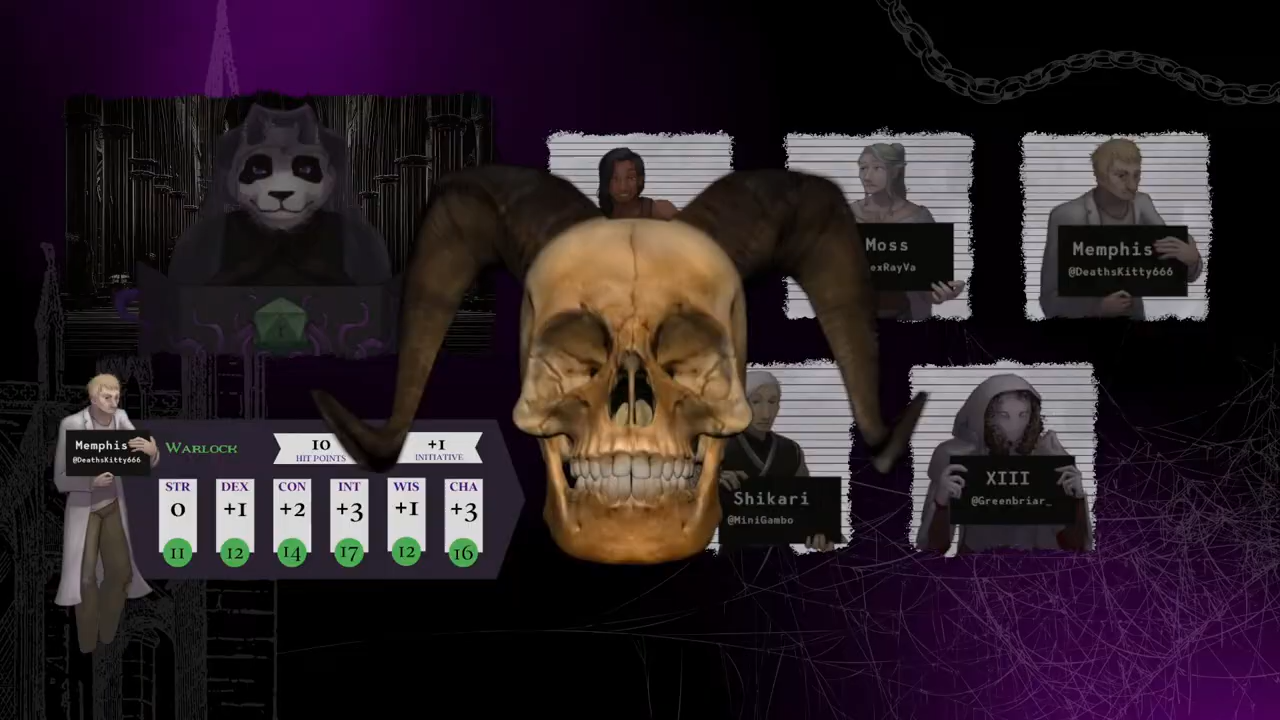 Moss
exRayVa
Memphis
@DeathsKitty666
Shikari
@MiniGambo
XIII
@Greenbriar_
Memphis
@DeathsKitty666
Warlock
10
HIT POINTS
+1
INITIATIVE
STR DEX CON INT WIS CHA
0 +1 +2 +3 +1 +3
11 12 14 17 12 16